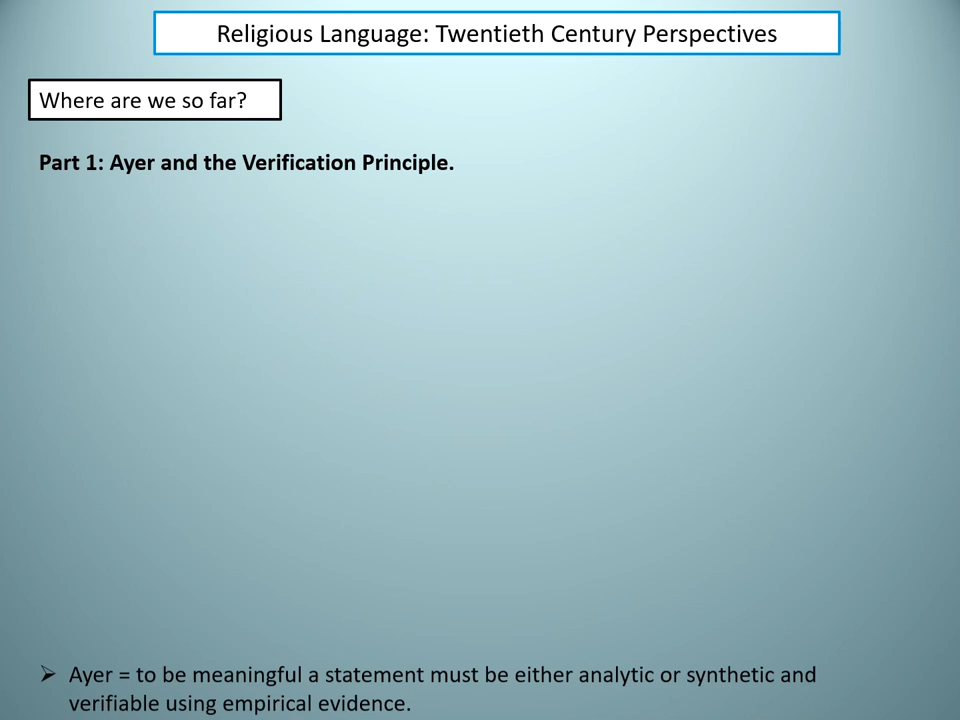 Religious Language: Twentieth Century Perspectives
Where are we so far?
Part 1: Ayer and the Verification Principle.
Ayer = to be meaningful a statement must be either analytic or synthetic and
verifiable using empirical evidence.